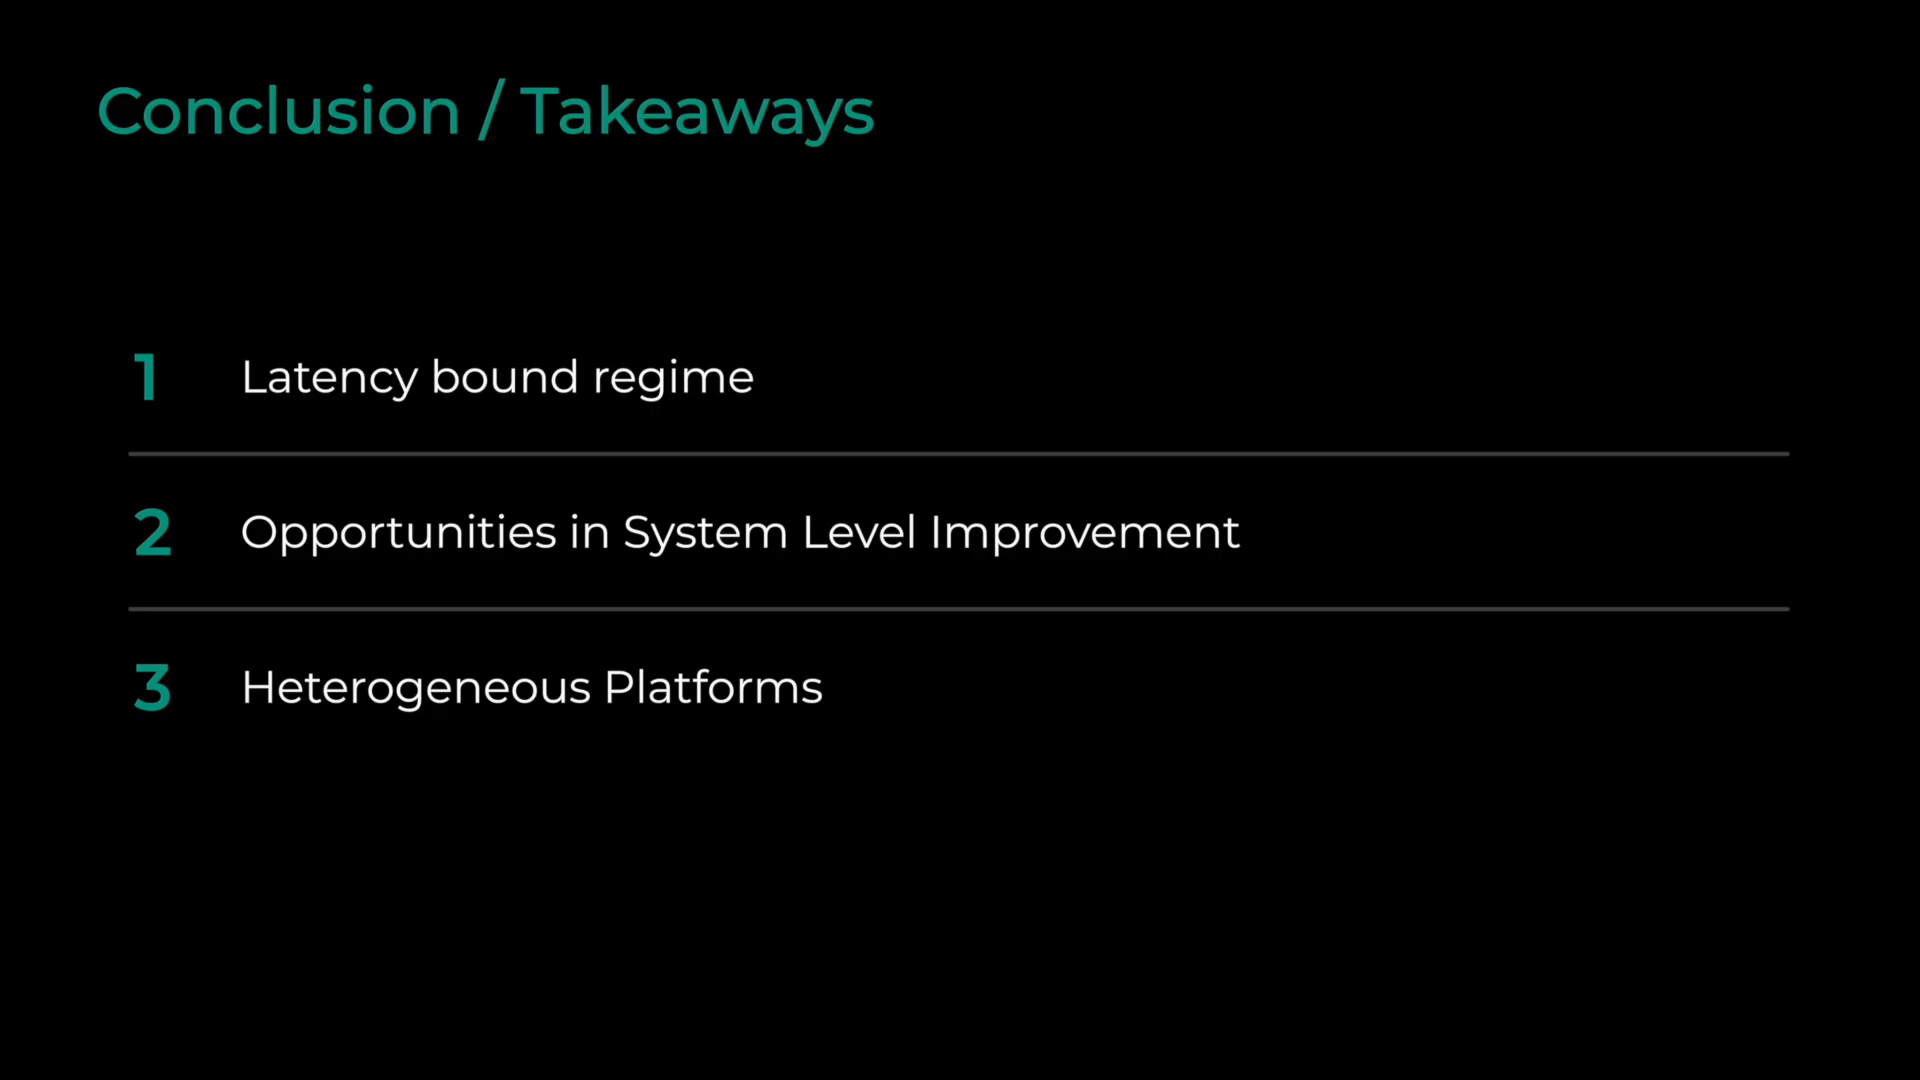 Conclusion / Takeaways
1 Latency bound regime
2 Opportunities in System Level Improvement
3 Heterogeneous Platforms